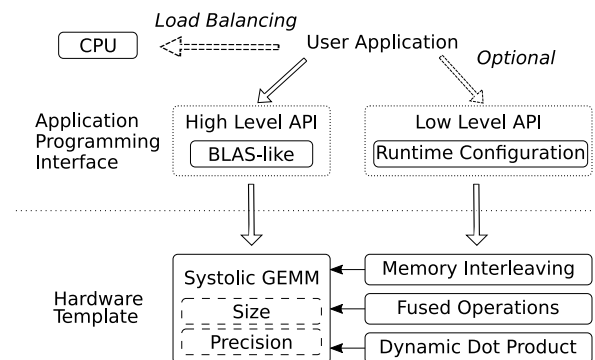 Load Balancing
CPU
User Application
Optional
Application
Programming
Interface
High Level API
BLAS-like
Low Level API
Runtime Configuration
Hardware
Template
Systolic GEMM
Size
Precision
Memory Interleaving
Fused Operations
Dynamic Dot Product